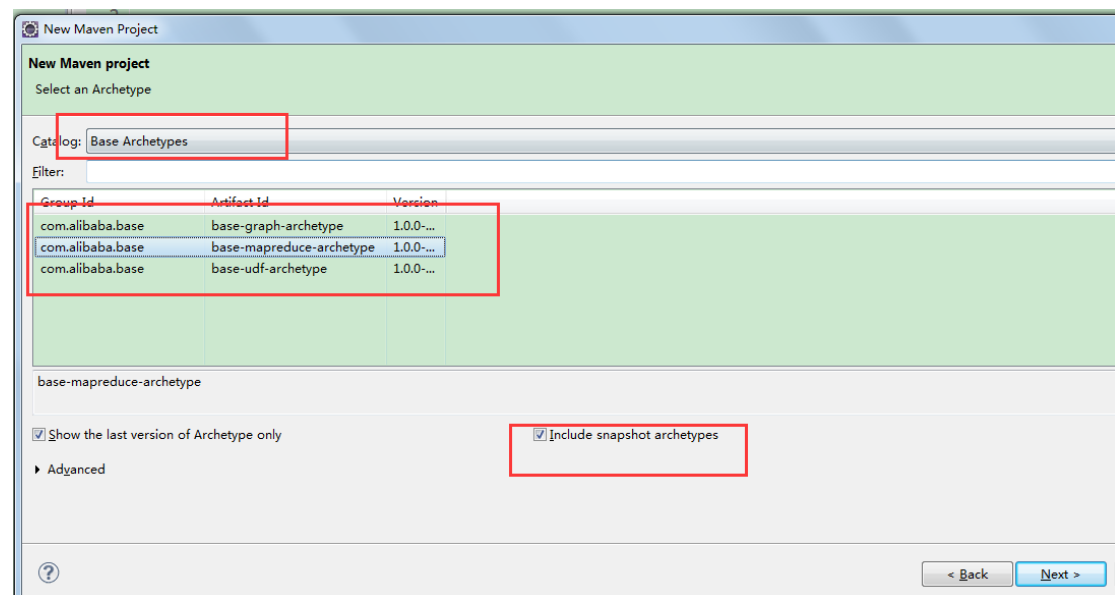 New Maven Project
New Maven project
Select an Archetype
Catalog: Base Archetypes
Filter:
Group Id Artifact Id Version
com.alibaba.base base-graph-archetype 1.0.0-...
com.alibaba.base base-mapreduce-archetype 1.0.0-...
com.alibaba.base base-udf-archetype 1.0.0-...
base-mapreduce-archetype
Show the last version of Archetype only Include snapshot archetypes
Advanced
? < Back Next >